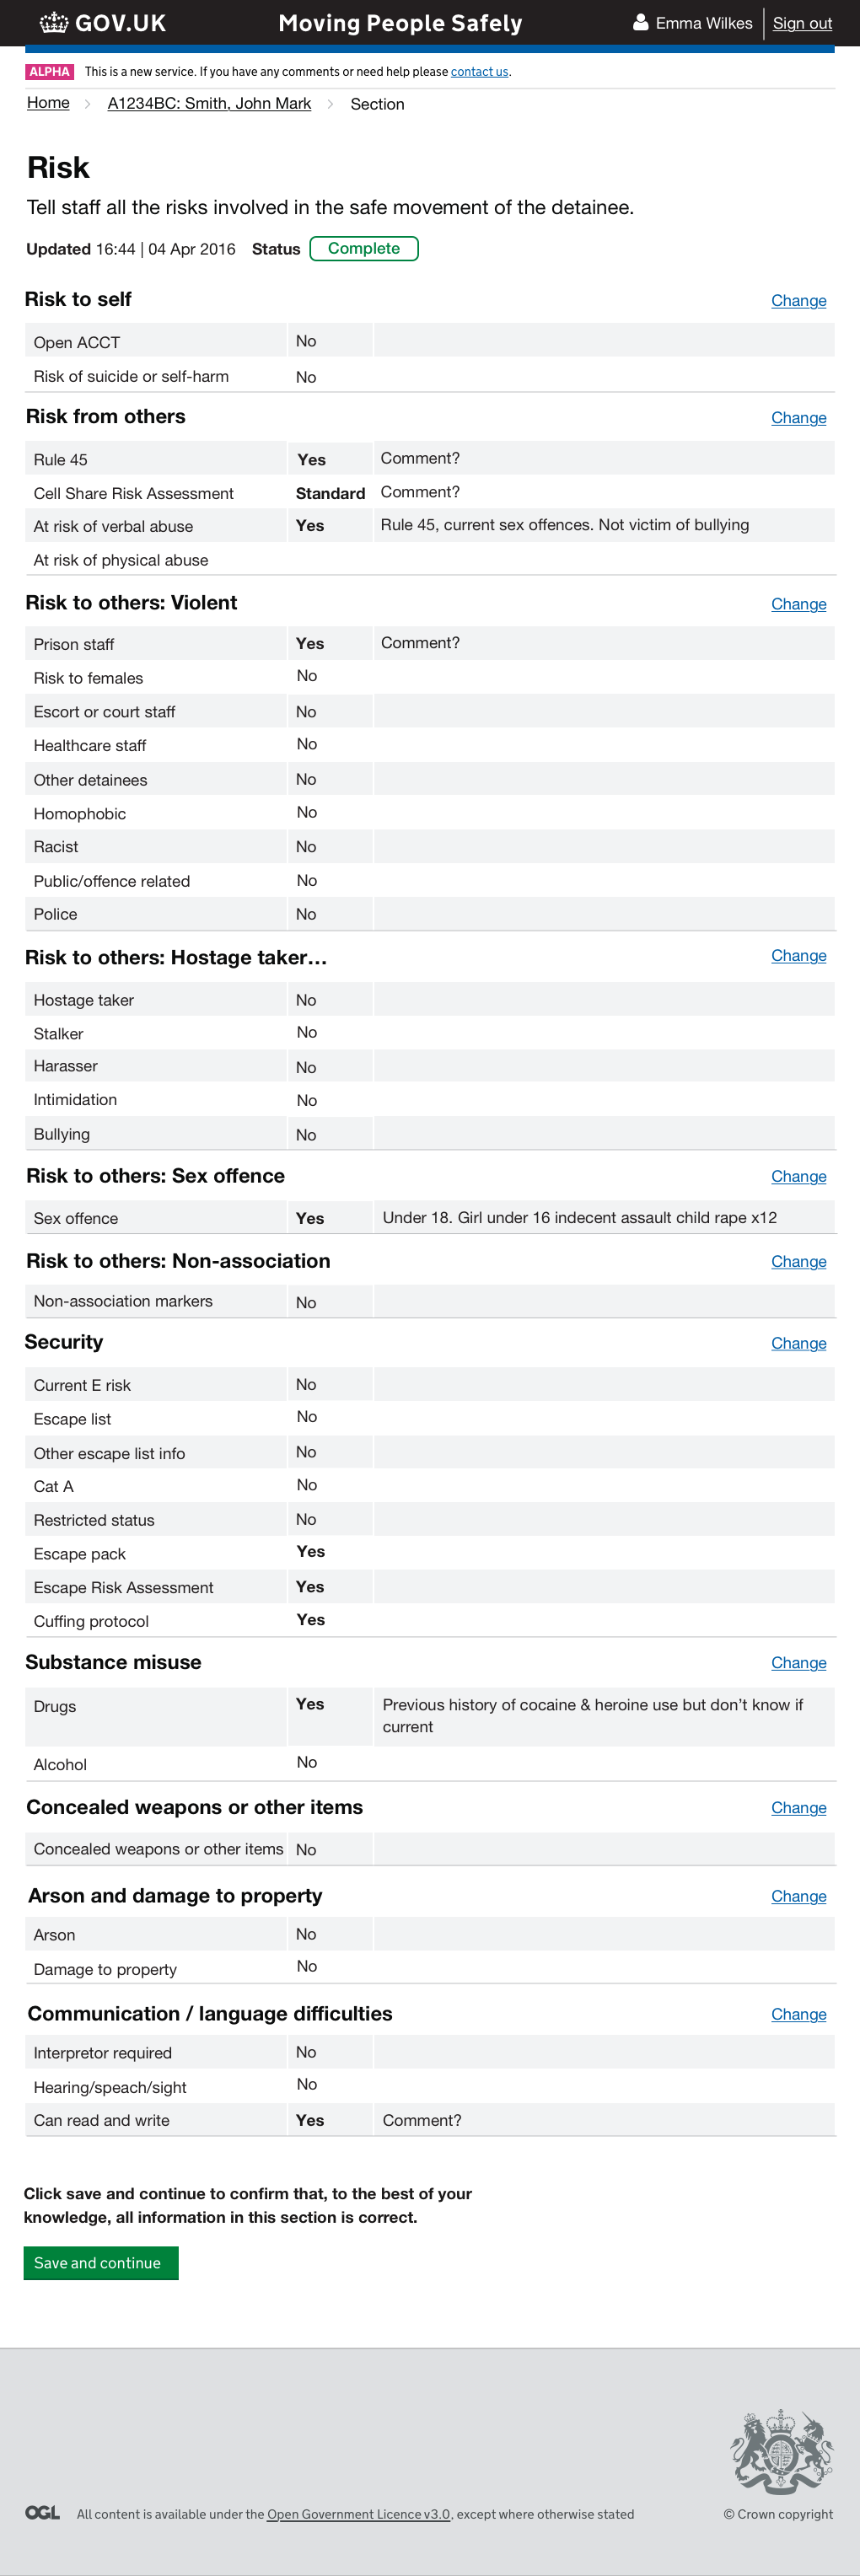 GOV.UK Moving People Safely Emma Wilkes Sign out
ALPHA This is a new service. If you have any comments or need help please contact us.
Home A1234BC: Smith, John Mark Section
Risk
Tell staff all the risks involved in the safe movement of the detainee.
Updated 16:44 | 04 Apr 2016 Status Complete
Risk to self Change
Open ACCT No
Risk of suicide or self-harm No
Risk from others Change
Rule 45 Yes Comment?
Cell Share Risk Assessment Standard Comment?
At risk of verbal abuse Yes Rule 45, current sex offences. Not victim of bullying
At risk of physical abuse
Risk to others: Violent Change
Prison staff Yes Comment?
Risk to females No
Escort or court staff No
Healthcare staff No
Other detainees No
Homophobic No
Racist No
Public/offence related No
Police No
Risk to others: Hostage taker... Change
Hostage taker No
Stalker No
Harasser No
Intimidation No
Bullying No
Risk to others: Sex offence Change
Sex offence Yes Under 18. Girl under 16 indecent assault child rape x12
Risk to others: Non-association Change
Non-association markers No
Security Change
Current E risk No
Escape list No
Other escape list info No
Cat A No
Restricted status No
Escape pack Yes
Escape Risk Assessment Yes
Cuffing protocol Yes
Substance misuse Change
Drugs Yes Previous history of cocaine & heroine use but don't know if
current
Alcohol No
Concealed weapons or other items Change
Concealed weapons or other items No
Arson and damage to property Change
Arson No
Damage to property No
Communication / language difficulties Change
Interpretor required No
Hearing/speach/sight No
Can read and write Yes Comment?
Click save and continue to confirm that, to the best of your
knowledge, all information in this section is correct.
Save and continue
OGL All content is available under the Open Government Licence v3.0, except where otherwise stated © Crown copyright